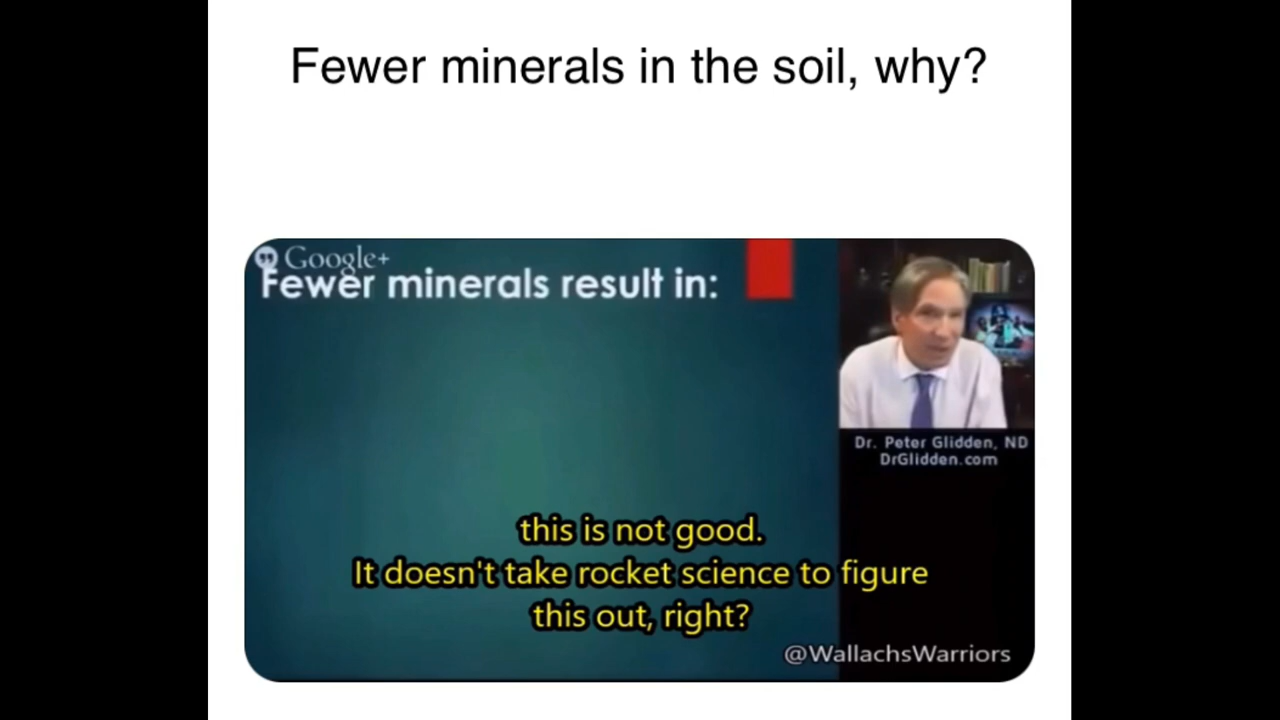 Fewer minerals in the soil, why?
Google+
Fewer minerals result in:
Dr. Peter Glidden, ND
DrGlidden.com
this is not good.
It doesn't take rocket science to figure
this out, right?
@WallachsWarriors